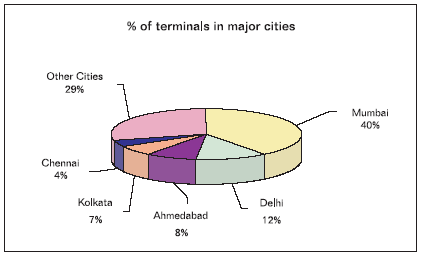 % of terminals in major cities
Other Cities
29%
Mumbai
40%
Chennai
4%
Kolkata
7%
Ahmedabad
8%
Delhi
12%